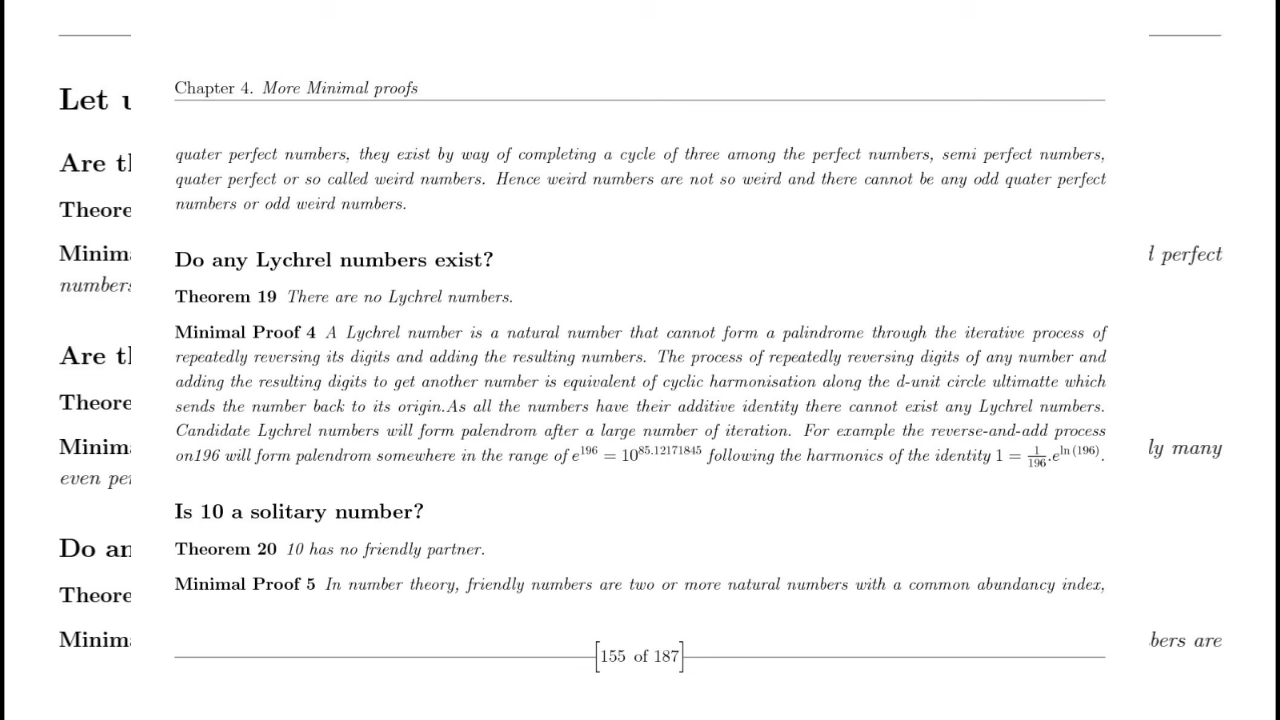 Let u
Are tl
Theore
Minima
number:
Are tl
Theore
Minima
even per
Do an
Theore
Minima
Chapter 4. More Minimal proofs
quater perfect numbers, they exist by way of completing a cycle of three among the perfect numbers, semi perfect numbers,
quater perfect or so called weird numbers. Hence weird numbers are not so weird and there cannot be any odd quater perfect
numbers or odd weird numbers.
Do any Lychrel numbers exist?
Theorem 19 There are no Lychrel numbers.
Minimal Proof 4 A Lychrel number is a natural number that cannot form a palindrome through the iterative process of
repeatedly reversing its digits and adding the resulting numbers. The process of repeatedly reversing digits of any number and
adding the resulting digits to get another number is equivalent of cyclic harmonisation along the d-unit circle ultimatte which
sends the number back to its origin.As all the numbers have their additive identity there cannot exist any Lychrel numbers.
Candidate Lychrel numbers will form palendrom after a large number of iteration. For example the reverse-and-add process
on196 will form palendrom somewhere in the range of e^196 = 10^85.12171845 following the harmonics of the identity 1 = 1/196 .e^ln (196).
Is 10 a solitary number?
Theorem 20 10 has no friendly partner.
Minimal Proof 5 In number theory, friendly numbers are two or more natural numbers with a common abundancy index,
[155 of 187]
l perfect
ly many
bers are